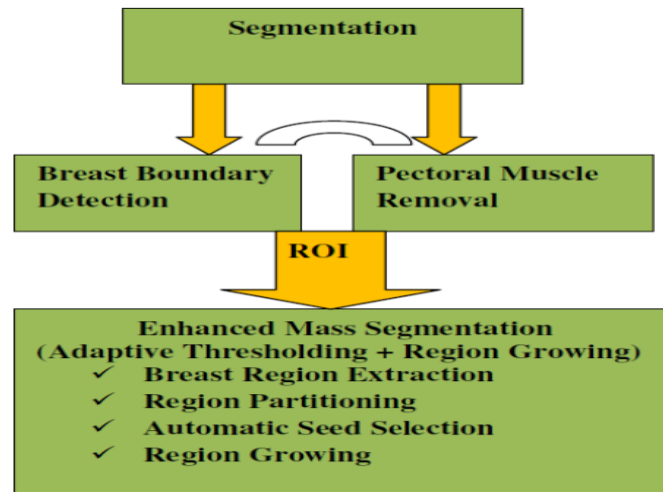 Segmentation
Breast Boundary
Detection
Pectoral Muscle
Removal
ROI
Enhanced Mass Segmentation
(Adaptive Thresholding + Region Growing)
✓ Breast Region Extraction
✓ Region Partitioning
✓ Automatic Seed Selection
✓ Region Growing